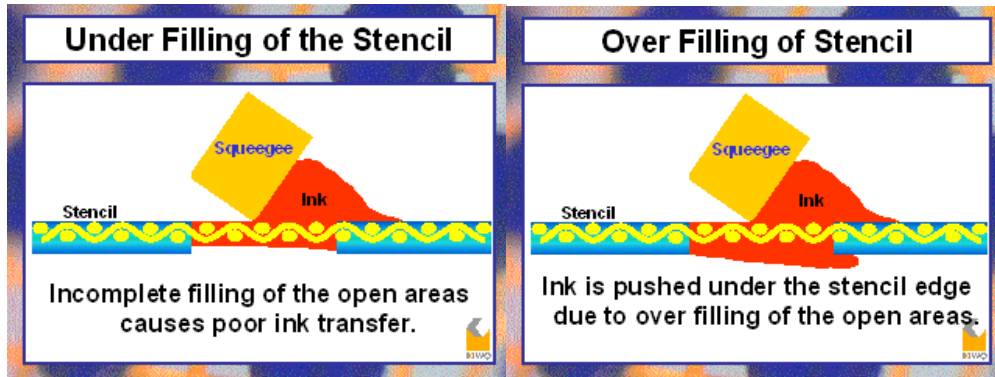 Under Filling of the Stencil
Squeegee
Ink
Stencil
Incomplete filling of the open areas
causes poor ink transfer.
Over Filling of Stencil
Squeegee
Ink
Stencil
Ink is pushed under the stencil edge
due to over filling of the open areas.